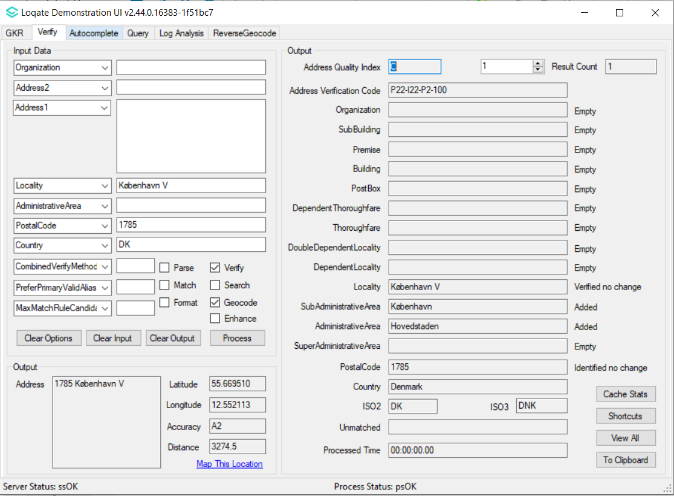 Loqate Demonstration UI v2.44.0.16383-1f51bc7
GKR Verify Autocomplete Query Log Analysis ReverseGeocode
Input Data
Organization
Address2
Address1
Locality København V
AdministrativeArea
PostalCode 1785
Country DK
CombinedVerifyMethoc Parse Verify
PreferPrimaryValidAlias Match Search
MaxMatchRuleCandida Format Geocode
Enhance
Clear Options Clear Input Clear Output Process
Output
Address 1785 København V
Latitude 55.669510
Longitude 12.552113
Accuracy A2
Distance 3274.5
Map This Location
Output
Address Quality Index C 1 Result Count 1
Address Verification Code P22-I22-P2-100
Organization Empty
SubBuilding Empty
Premise Empty
Building Empty
PostBox Empty
DependentThoroughfare Empty
Thoroughfare Empty
DoubleDependentLocality Empty
DependentLocality Empty
Locality København V Verified no change
SubAdministrativeArea København Added
AdministrativeArea Hovedstaden Added
SuperAdministrativeArea Empty
PostalCode 1785 Identified no change
Country Denmark
ISO2 DK ISO3 DNK
Unmatched
Processed Time 00:00:00.00
Cache Stats
Shortcuts
View All
To Clipboard
Server Status: ssOK Process Status: psOK